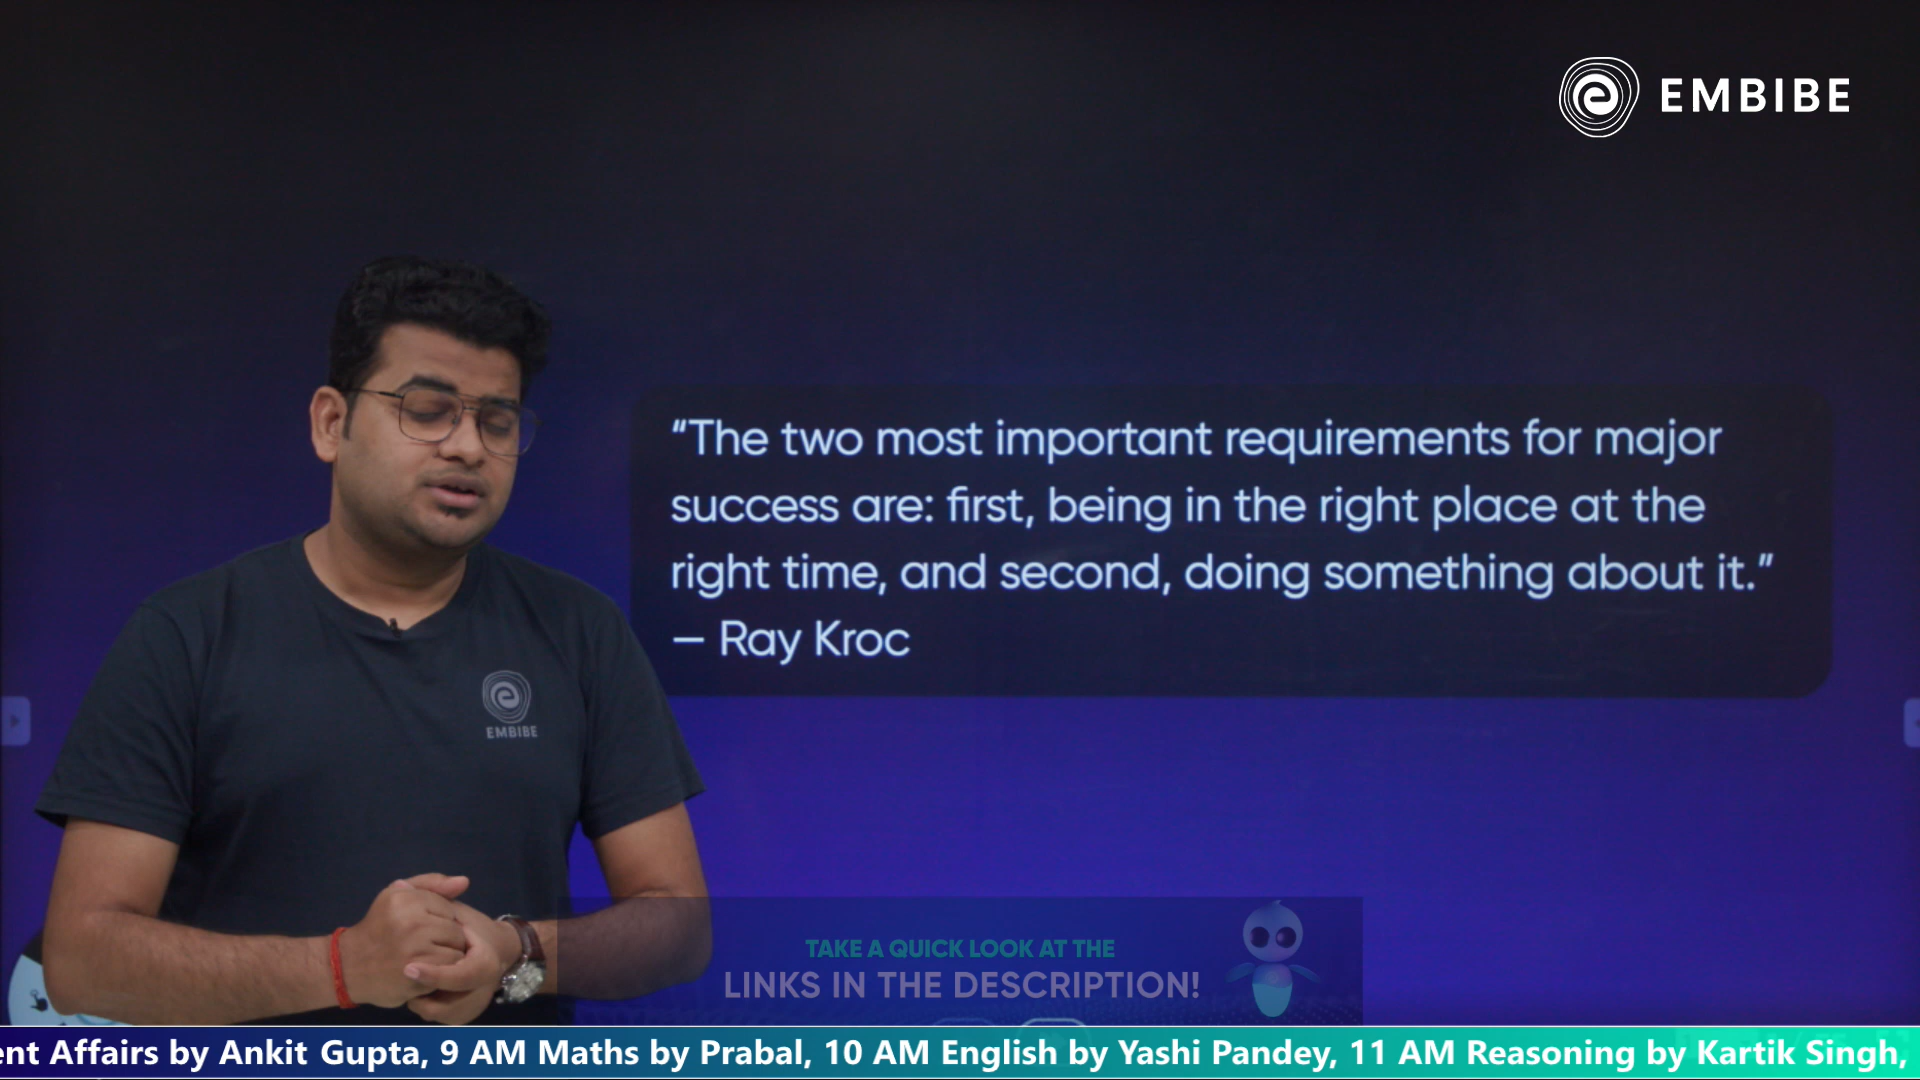 EMBIBE
“The two most important requirements for major
success are: first, being in the right place at the
right time, and second, doing something about it.”
– Ray Kroc
EMBIBE
TAKE A QUICK LOOK AT THE
LINKS IN THE DESCRIPTION!
Affairs by Ankit Gupta, 9 AM Maths by Prabal, 10 AM English by Yashi Pandey, 11 AM Reasoning by Kartik Singh,